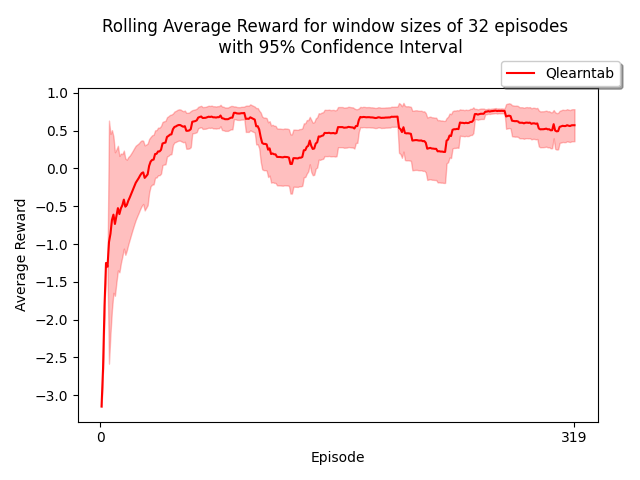 Rolling Average Reward for window sizes of 32 episodes
with 95% Confidence Interval
Qlearntab
1.0
0.5
0.0
−0.5
−1.0
−1.5
−2.0
−2.5
−3.0
Average Reward
0
319
Episode